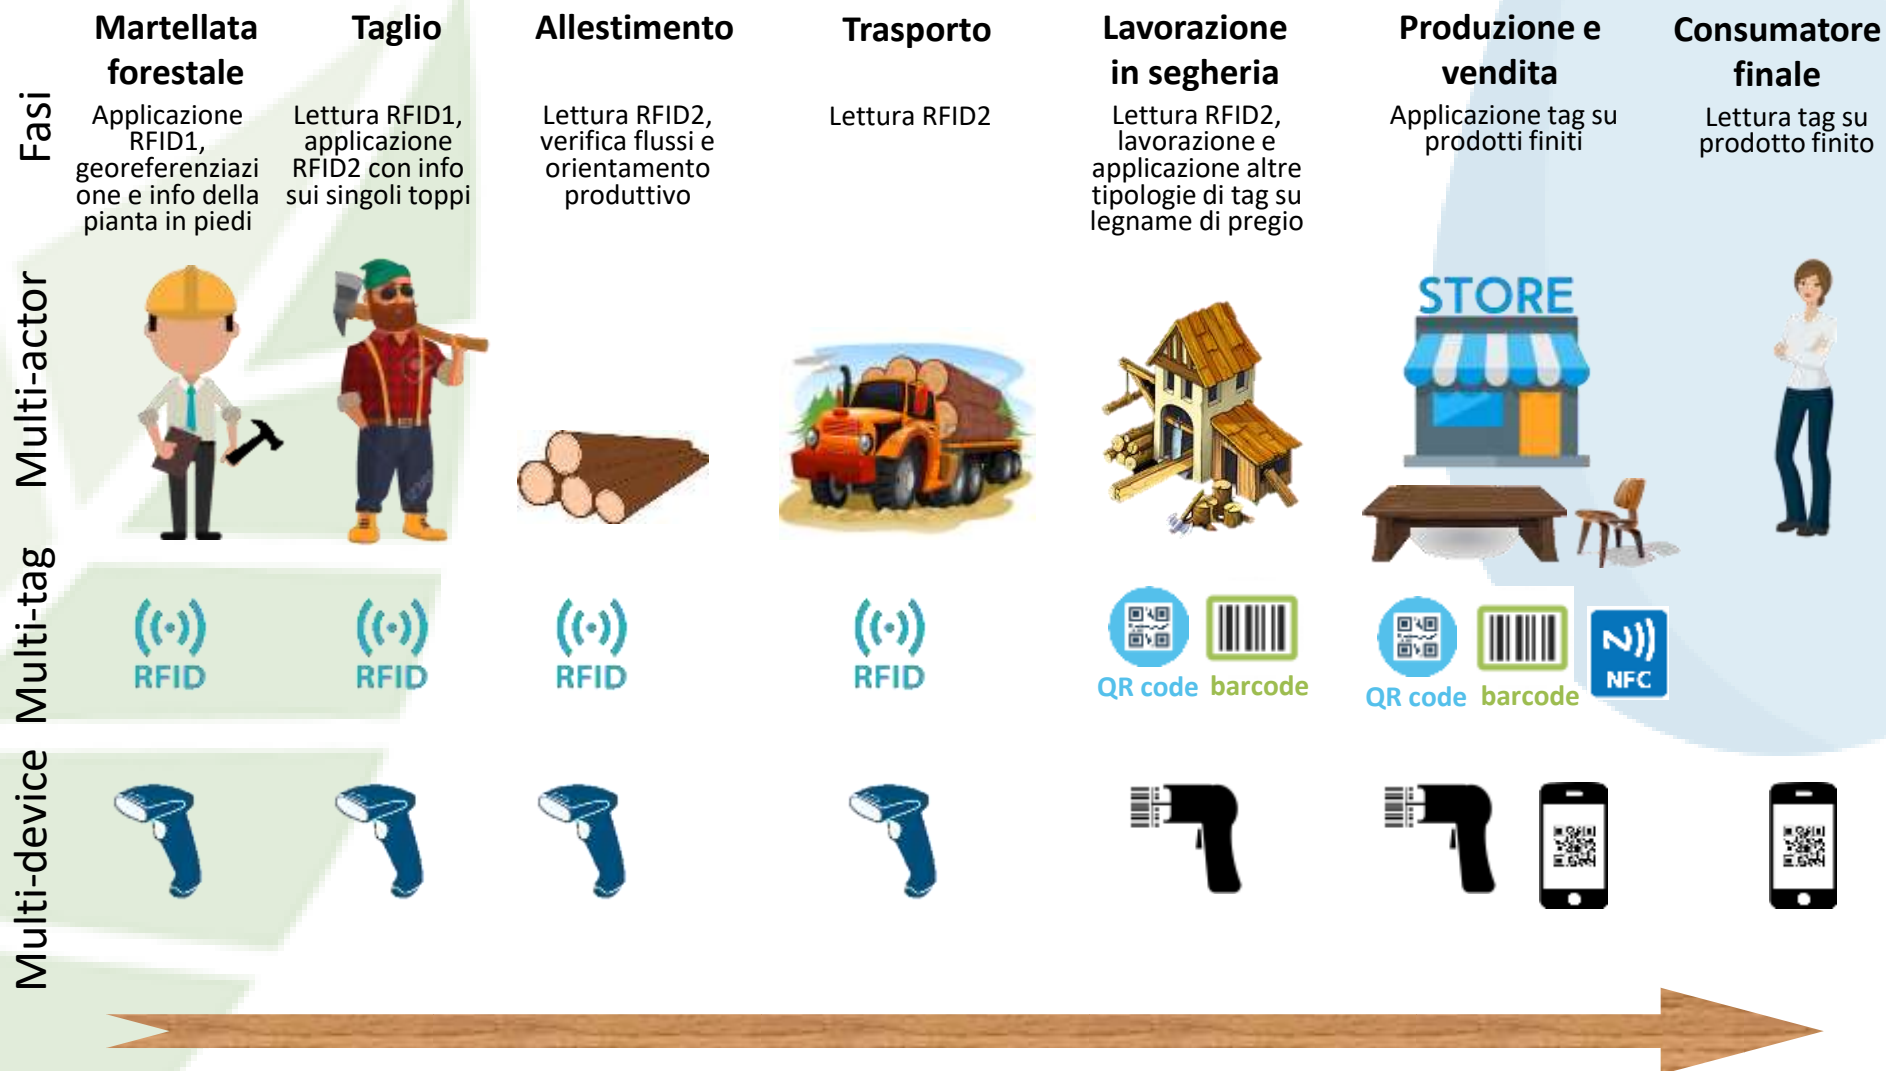 Martellata
forestale
Taglio
Allestimento
Trasporto
Lavorazione
in segheria
Produzione e
vendita
Consumatore
finale
Fasi
Applicazione
RFID1,
georeferenziazi
one e info della
pianta in piedi
Lettura RFID1,
applicazione
RFID2 con info
sui singoli toppi
Lettura RFID2,
verifica flussi e
orientamento
produttivo
Lettura RFID2
Lettura RFID2,
lavorazione e
applicazione altre
tipologie di tag su
legname di pregio
Applicazione tag su
prodotti finiti
Lettura tag su
prodotto finito
Multi-actor
STORE
Multi-tag
RFID
RFID
RFID
RFID
QR code
barcode
QR code
barcode
NFC
Multi-device